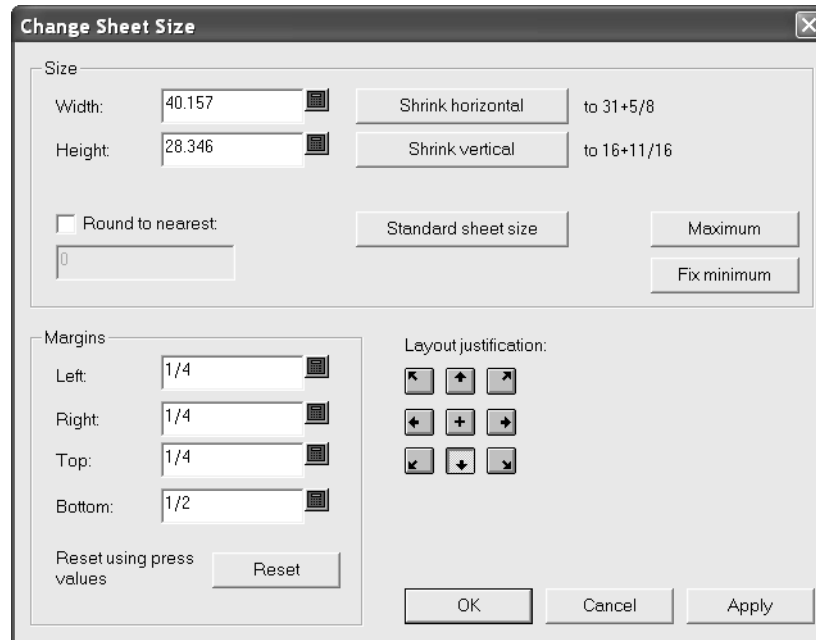 Change Sheet Size
Size
Width: 40.157 Shrink horizontal to 31+5/8
Height: 28.346 Shrink vertical to 16+11/16
Round to nearest: Standard sheet size Maximum
0
Fix minimum
Margins
Layout justification:
Left: 1/4
Right: 1/4
Top: 1/4
Bottom: 1/2
Reset using press
values
Reset
OK Cancel Apply